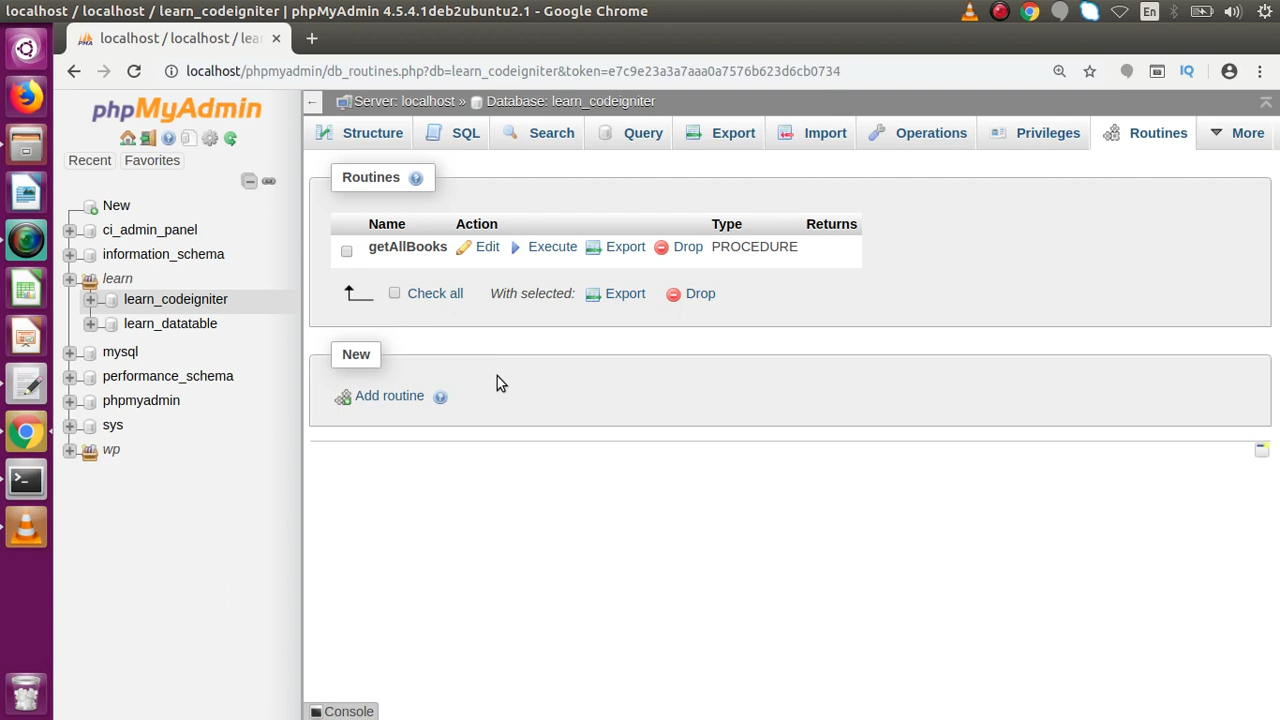 localhost / localhost / learn_codeigniter | phpMyAdmin 4.5.4.1deb2ubuntu2.1 - Google Chrome
En
localhost / localhost / lear
localhost/phpmyadmin/db_routines.php?db=learn_codeigniter&token=e7c9e23a3a7aaa0a7576b623d6cb0734
IQ
phpMyAdmin
Recent
Favorites
New
ci_admin_panel
information_schema
learn
learn_codeigniter
learn_datatable
mysql
performance_schema
phpmyadmin
sys
wp
Server: localhost » Database: learn_codeigniter
Structure SQL Search Query Export Import Operations Privileges Routines More
Routines
Name Action Type Returns
getAllBooks Edit Execute Export Drop PROCEDURE
Check all With selected: Export Drop
New
Add routine
Console